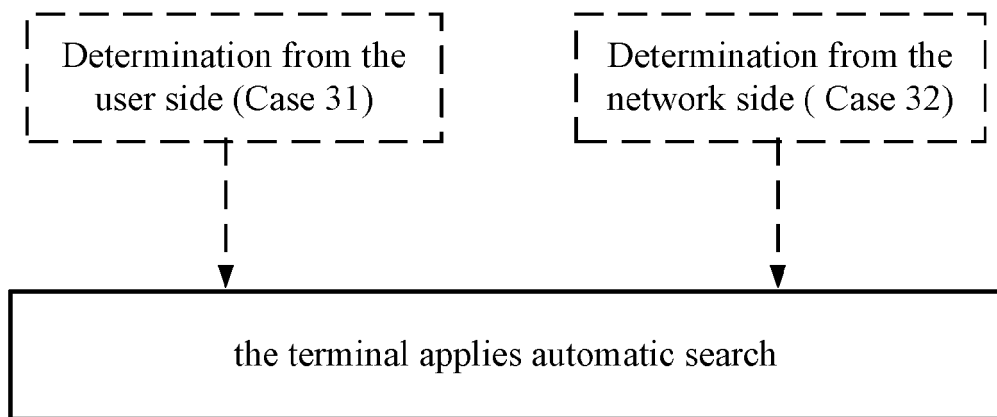 Determination from the
user side (Case 31)
Determination from the
network side ( Case 32)
the terminal applies automatic search